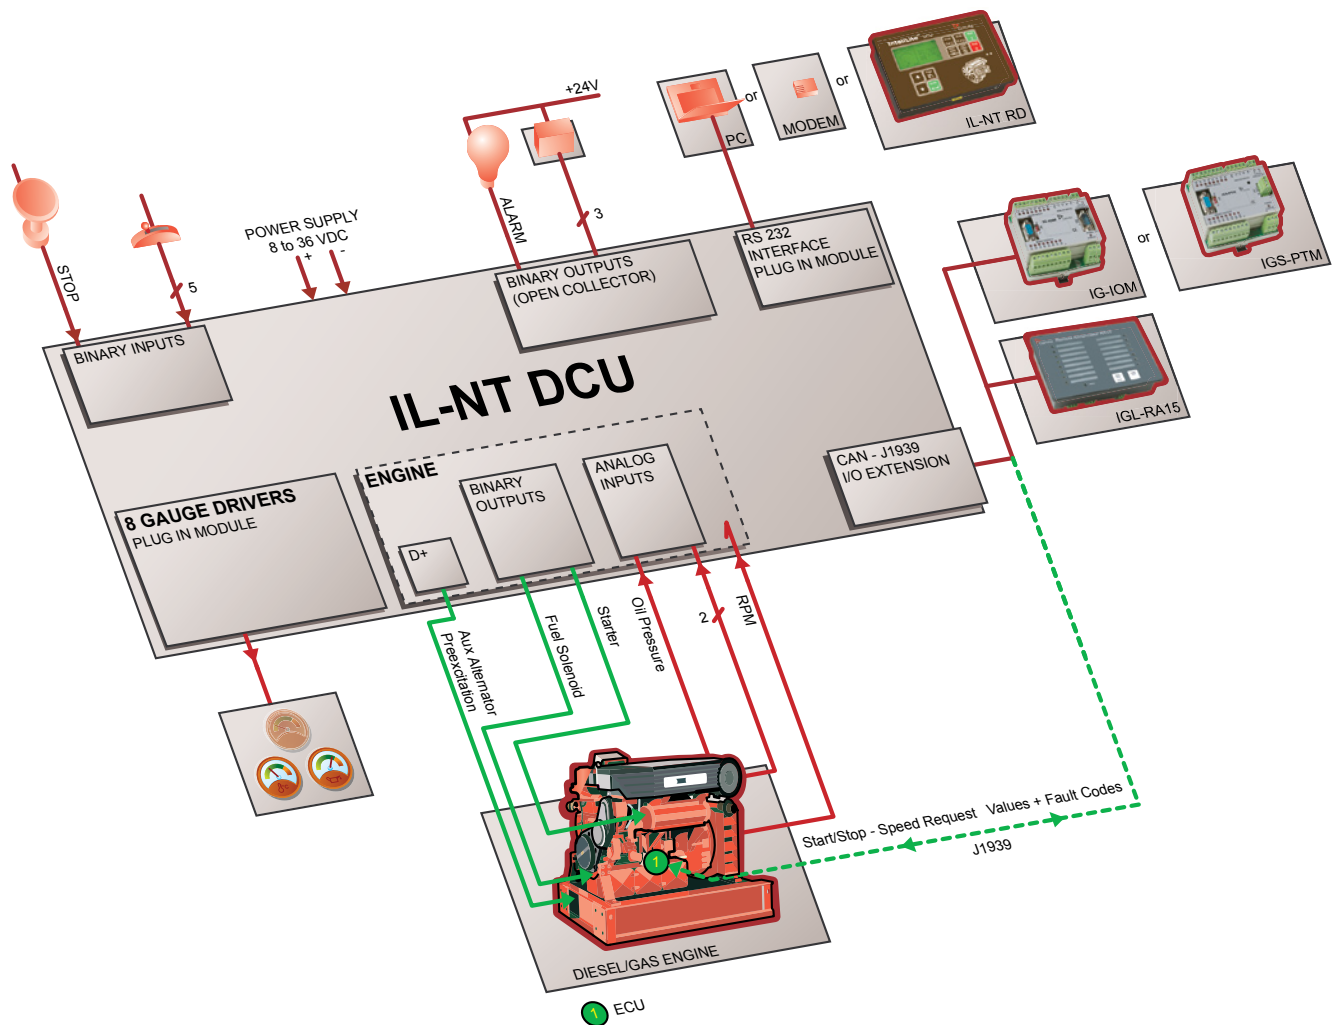 +24V
or
or
PC
MODEM
IL-NT RD
ALARM
3
STOP
5
POWER SUPPLY
8 to 36 VDC
+ -
BINARY INPUTS
BINARY OUTPUTS
(OPEN COLLECTOR)
RS 232
INTERFACE
PLUG IN MODULE
or
IG-IOM
IGS-PTM
IGL-RA15
IL-NT DCU
CAN - J1939
I/O EXTENSION
ENGINE
D+
BINARY
OUTPUTS
ANALOG
INPUTS
8 GAUGE DRIVERS
PLUG IN MODULE
Aux Alternator
Preexcitation
Fuel Solenoid
Starter
Oil Pressure
2
RPM
Start/Stop - Speed Request Values + Fault Codes
J1939
1
DIESEL/GAS ENGINE
1 ECU